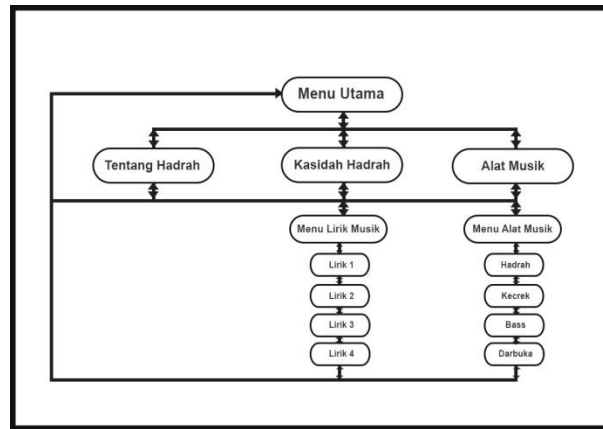 Menu Utama
Tentang Hadrah
Kasidah Hadrah
Alat Musik
Menu Lirik Musik
Menu Alat Musik
Lirik 1
Hadrah
Lirik 2
Kecrek
Lirik 3
Bass
Lirik 4
Darbuka